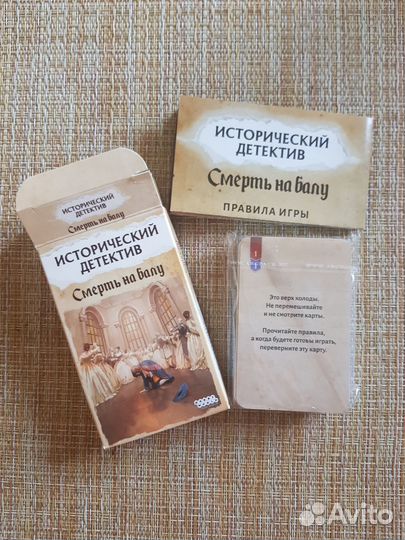 ИСТОРИЧЕСКИЙ
ДЕТЕКТИВ
Смерть на балу
ПРАВИЛА ИГРЫ
ИСТОРИЧЕСКИЙ
ДЕТЕКТИВ
Смерть на балу
ИСТОРИЧЕСКИЙ
ДЕТЕКТИВ
Смерть на балу
1
Это верх колоды.
Не перемешивайте
и не смотрите карты.
Прочитайте правила,
а когда будете готовы играть,
переверните эту карту.
Avito